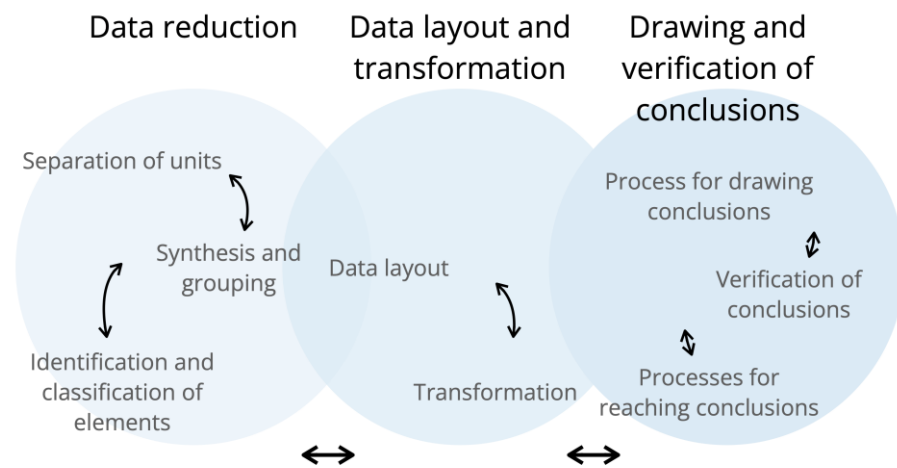 Data reduction
Data layout and
transformation
Drawing and
verification of
conclusions
Separation of units
Synthesis and
grouping
Identification and
classification of
elements
Data layout
Transformation
Process for drawing
conclusions
Verification of
conclusions
Processes for
reaching conclusions